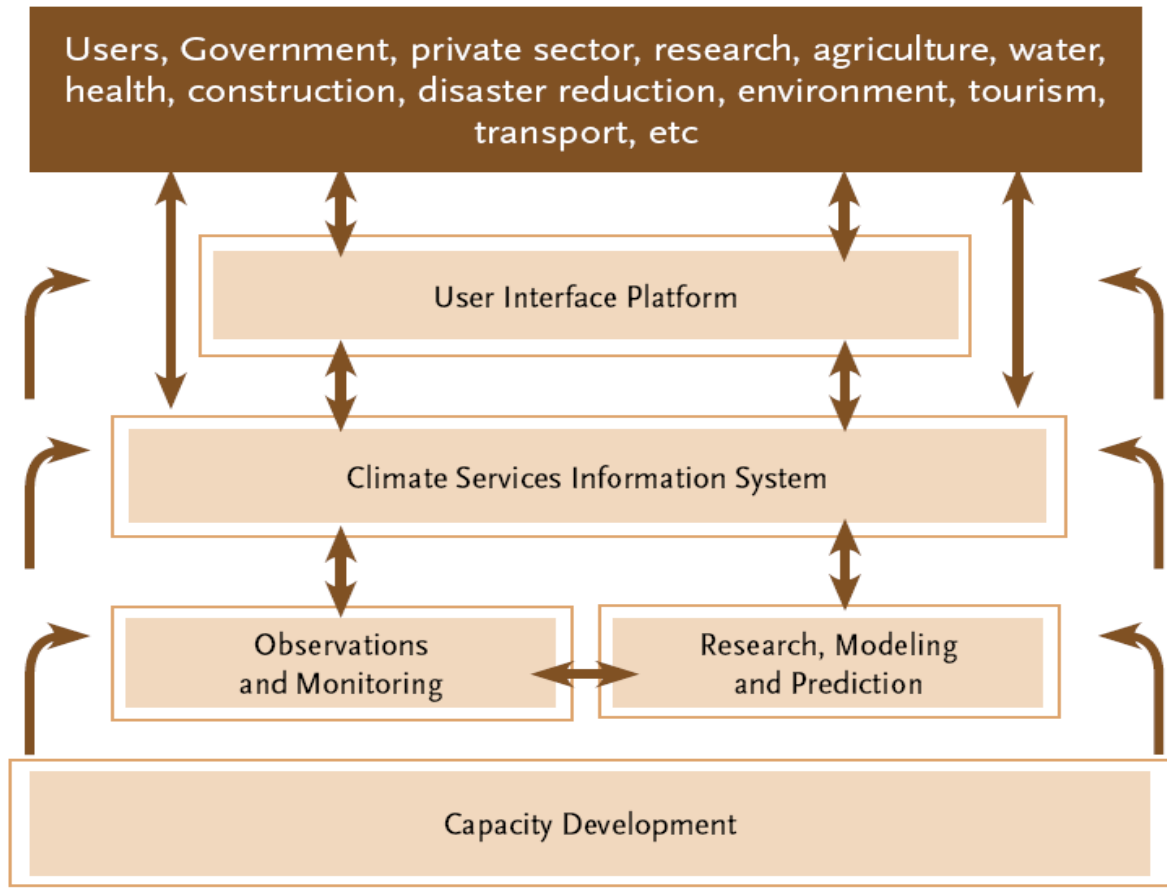 Users, Government, private sector, research, agriculture, water,
health, construction, disaster reduction, environment, tourism,
transport, etc
User Interface Platform
Climate Services Information System
Observations
and Monitoring
Research, Modeling
and Prediction
Capacity Development